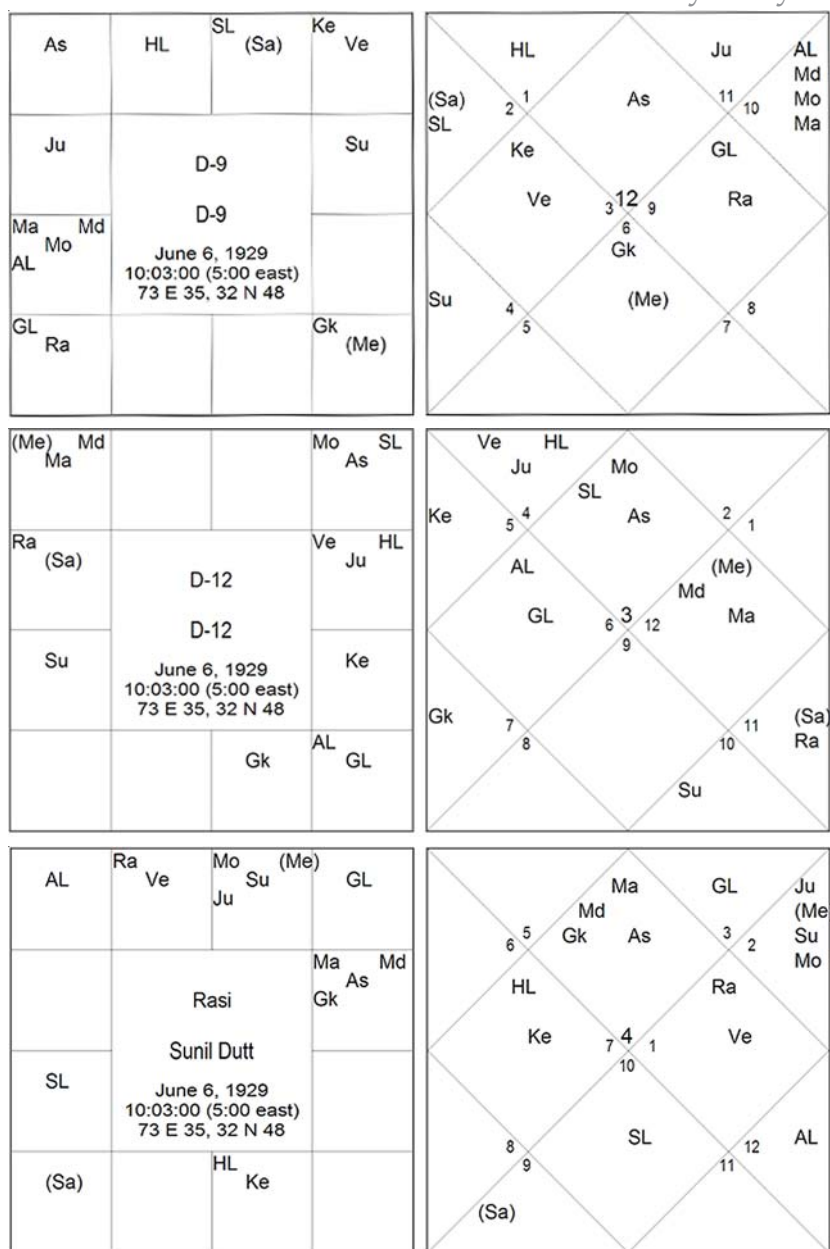 As HL SL (Sa) Ke Ve
Ju Su
D-9
D-9
Ma Md
Mo
AL
June 6, 1929
10:03:00 (5:00 east)
73 E 35, 32 N 48
GL
Ra
Gk
(Me)
HL Ju AL
Md
Mo
Ma
(Sa)
SL
2 1 As 11 10
Ke GL
Ve 3 12 9 Ra
6
Gk
Su 4 5 (Me) 8 7
(Me) Md
Ma
Mo SL
As
Ra
(Sa)
Ve HL
Ju
D-12
D-12
Su Ke
June 6, 1929
10:03:00 (5:00 east)
73 E 35, 32 N 48
Gk AL
GL
Ve HL
Ju Mo
SL
Ke 5 4 As 2 1
AL (Me)
Md
GL 6 3 12 Ma
9
Gk 7 8 11 10 (Sa)
Ra
Su
AL Ra
Ve
Mo (Me)
Su
Ju
GL
Ma Md
As
Gk
Rasi
Sunil Dutt
SL
June 6, 1929
10:03:00 (5:00 east)
73 E 35, 32 N 48
(Sa) HL
Ke
Ma GL Ju
Md (Me
Gk As Su
Mo
6 5 3 2
HL Ra
Ke 7 4 1 Ve
10
SL AL
8 9 12 11
(Sa)